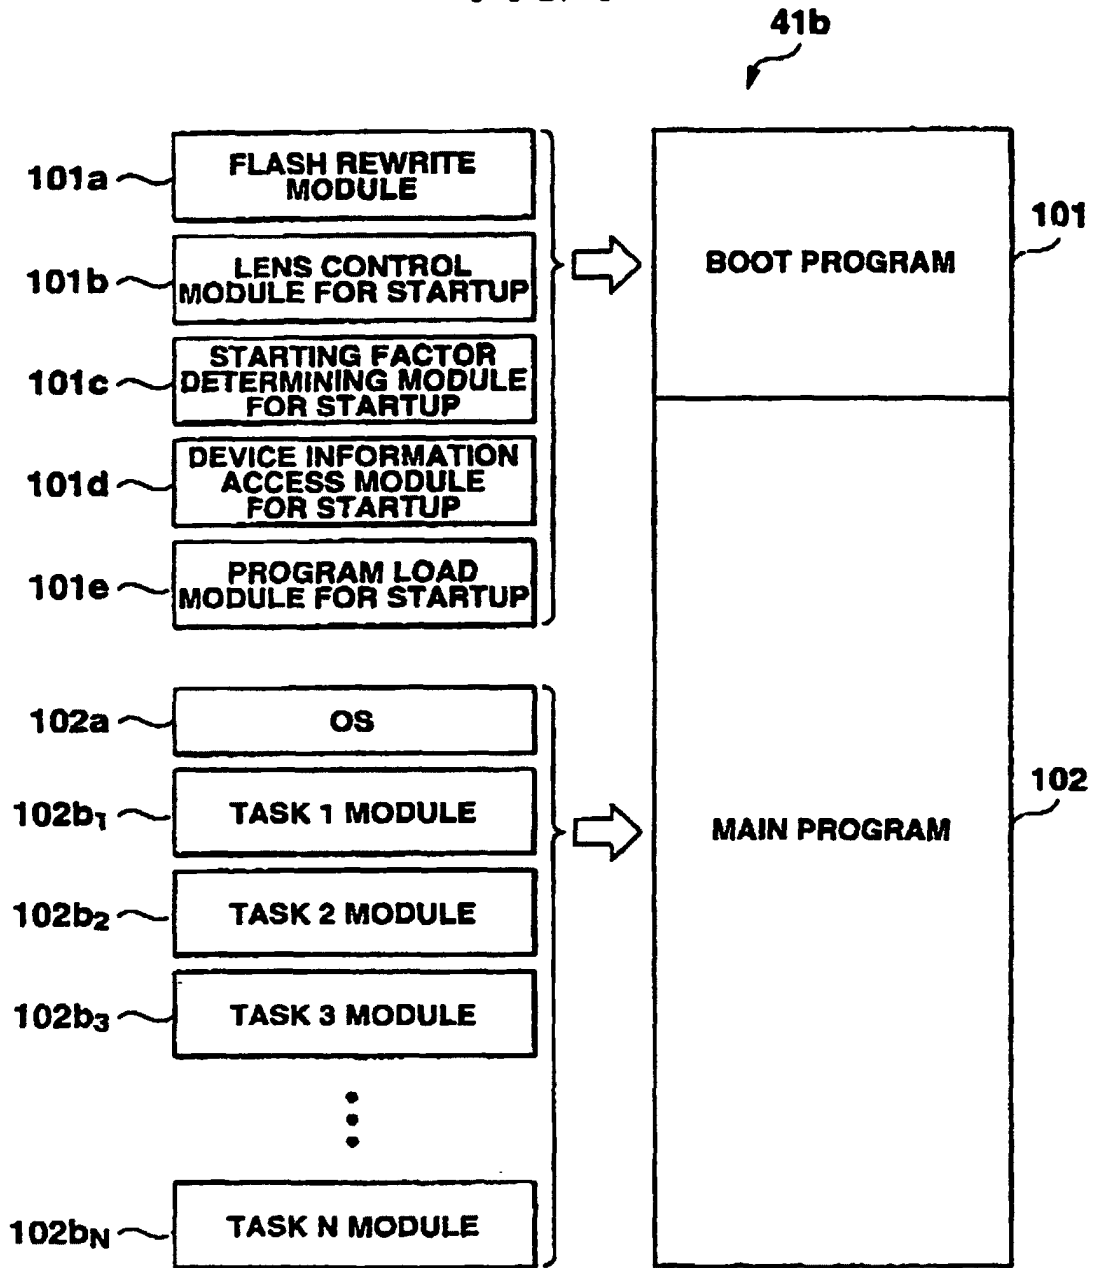 41b
101a
FLASH REWRITE
MODULE
101b
LENS CONTROL
MODULE FOR STARTUP
101c
STARTING FACTOR
DETERMINING MODULE
FOR STARTUP
101d
DEVICE INFORMATION
ACCESS MODULE
FOR STARTUP
101e
PROGRAM LOAD
MODULE FOR STARTUP
BOOT PROGRAM
101
102a
OS
102b1
TASK 1 MODULE
102b2
TASK 2 MODULE
102b3
TASK 3 MODULE
102bN
TASK N MODULE
MAIN PROGRAM
102